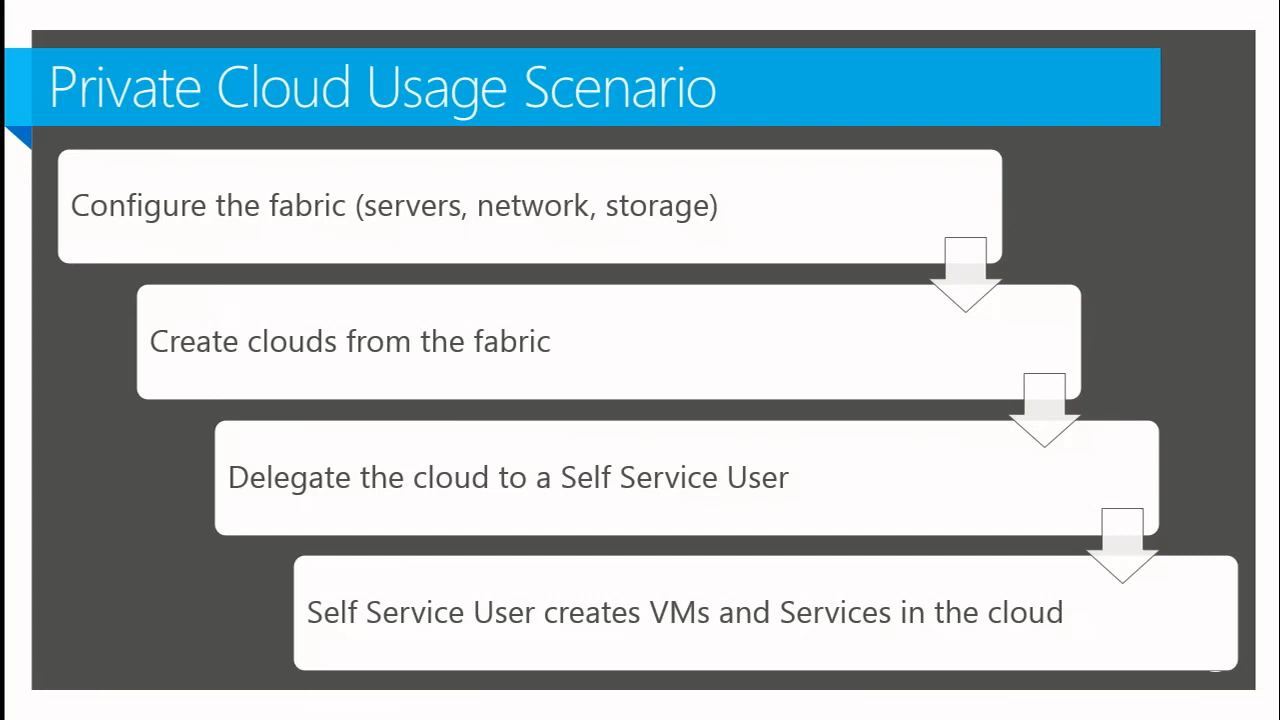 Private Cloud Usage Scenario
Configure the fabric (servers, network, storage)
Create clouds from the fabric
Delegate the cloud to a Self Service User
Self Service User creates VMs and Services in the cloud